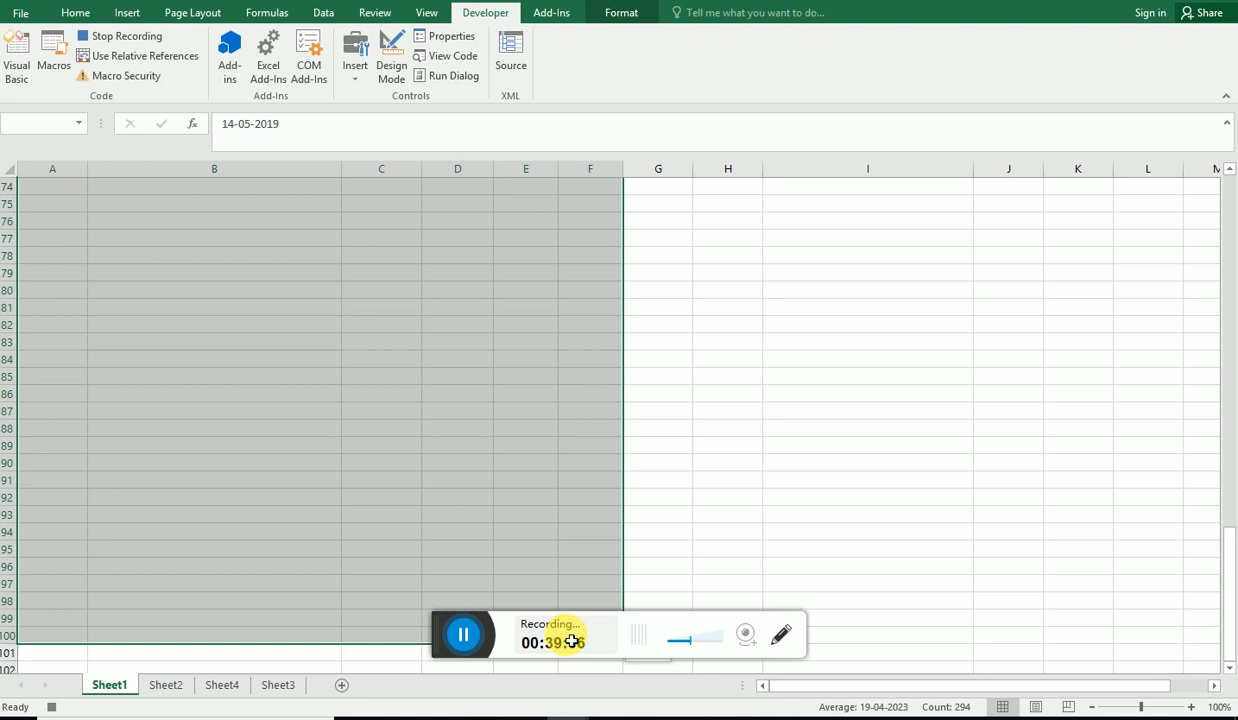 File Home Insert Page Layout Formulas Data Review View Developer Add-Ins Format Tell me what you want to do... Sign in Share
Visual Basic
Macros
Stop Recording
Use Relative References
Macro Security
Code
Add-ins
Excel Add-Ins
COM Add-Ins
Add-Ins
Insert
Design Mode
Properties
View Code
Run Dialog
Controls
Source
XML
fx 14-05-2019
A B C D E F G H I J K L M
74
75
76
77
78
79
80
81
82
83
84
85
86
87
88
89
90
91
92
93
94
95
96
97
98
99
100
101
102
Recording...
Sheet1 Sheet2 Sheet4 Sheet3
Ready Average: 19-04-2023 Count: 294 100%